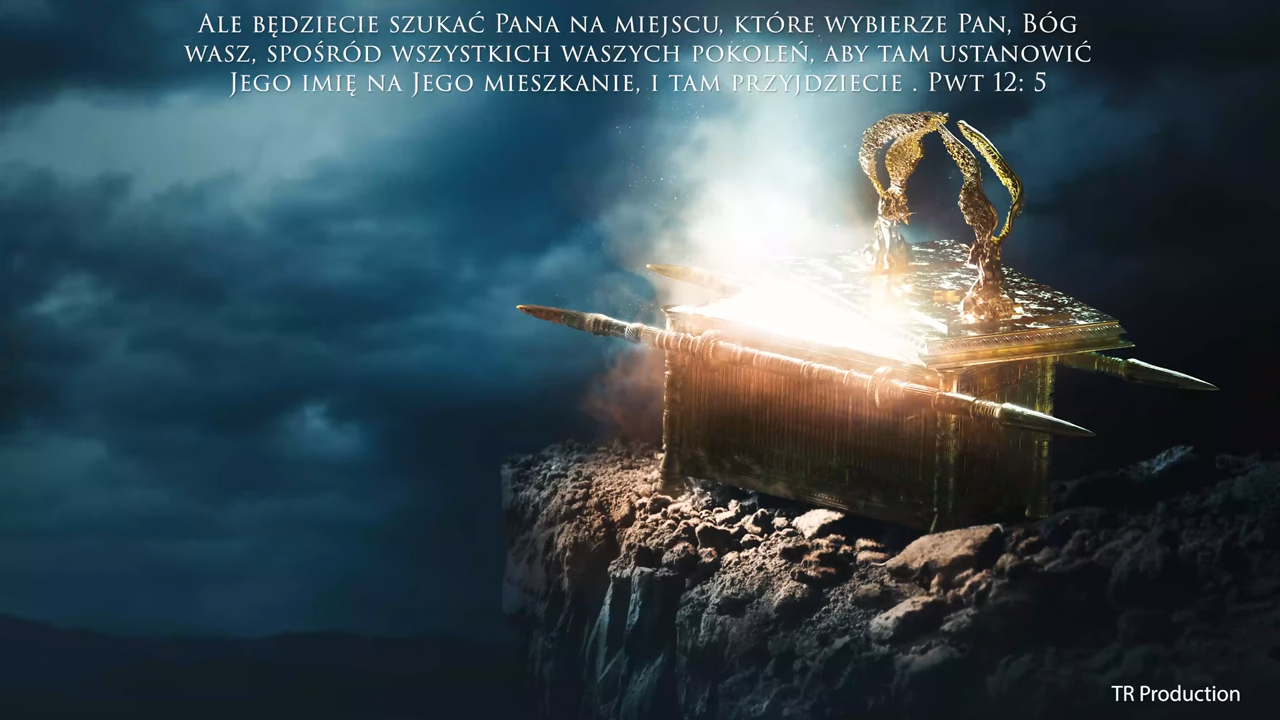 Ale będziecie szukać Pana na miejscu, które wybierze Pan, Bóg
wasz, spośród wszystkich waszych pokoleń, aby tam ustanowić
Jego imię na Jego mieszkanie, i tam przyjdziecie . Pwt 12: 5
TR Production